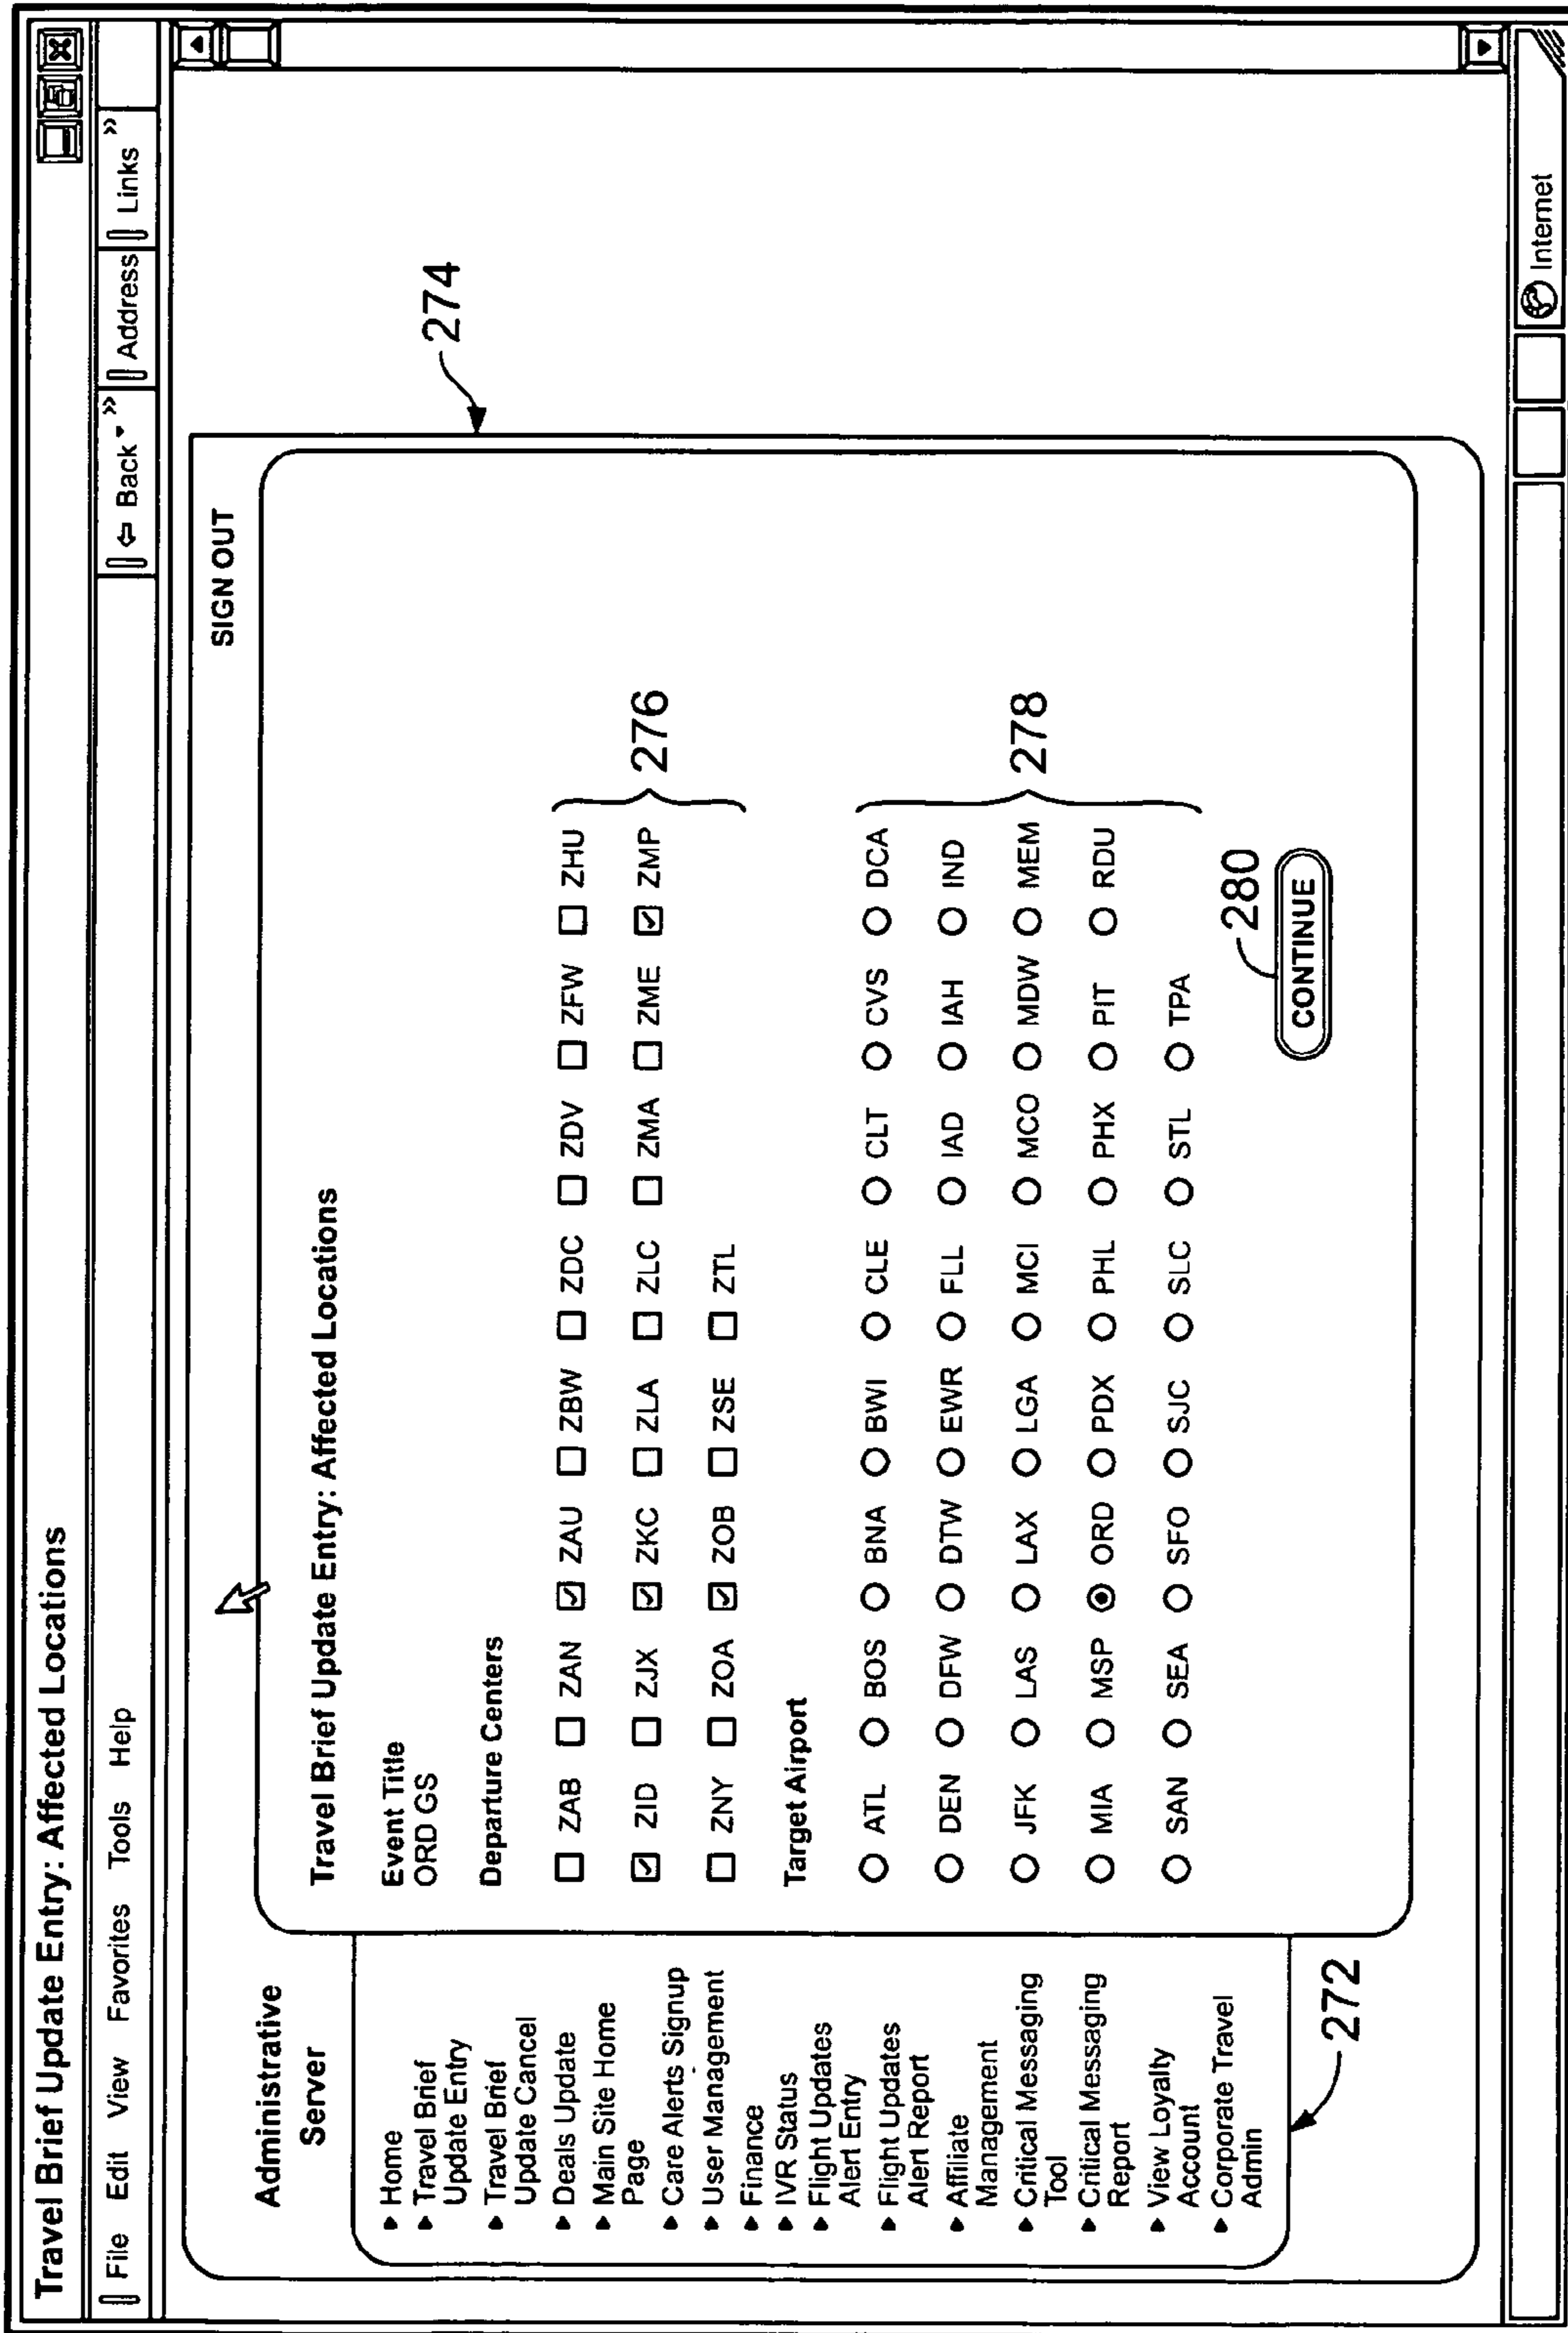 Travel Brief Update Entry: Affected Locations
File Edit View Favorites Tools Help
Back » Address Links »
SIGN OUT
Administrative
Server
Home
Travel Brief
Update Entry
Travel Brief
Update Cancel
Deals Update
Main Site Home
Page
Care Alerts Signup
User Management
Finance
IVR Status
Flight Updates
Alert Entry
Flight Updates
Alert Report
Affiliate
Management
Critical Messaging
Tool
Critical Messaging
Report
View Loyalty
Account
Corporate Travel
Admin
272
274
Travel Brief Update Entry: Affected Locations
Event Title
ORD GS
Departure Centers
ZAB ZAN ZAU ZBW ZDC ZDV ZFW ZHU
ZID ZJX ZKC ZLA ZLC ZMA ZME ZMP
ZNY ZOA ZOB ZSE ZTL
276
Target Airport
ATL BOS BNA BWI CLE CLT CVS DCA
DEN DFW DTW EWR FLL IAD IAH IND
JFK LAS LAX LGA MCI MCO MDW MEM
MIA MSP ORD PDX PHL PHX PIT RDU
SAN SEA SFO SJC SLC STL TPA
278
280
CONTINUE
Internet